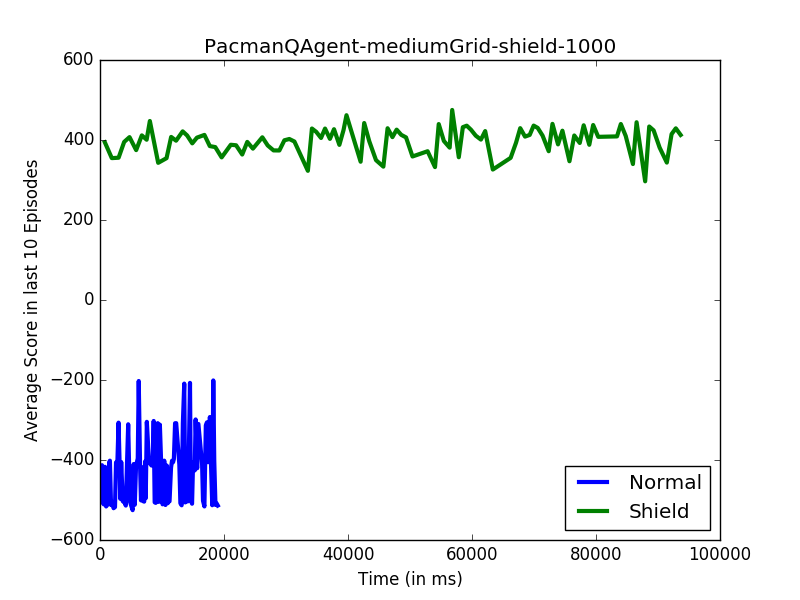 PacmanQAgent-mediumGrid-shield-1000
600
400
200
0
−200
−400
−600
Average Score in last 10 Episodes
Normal
Shield
0 20000 40000 60000 80000 100000
Time (in ms)